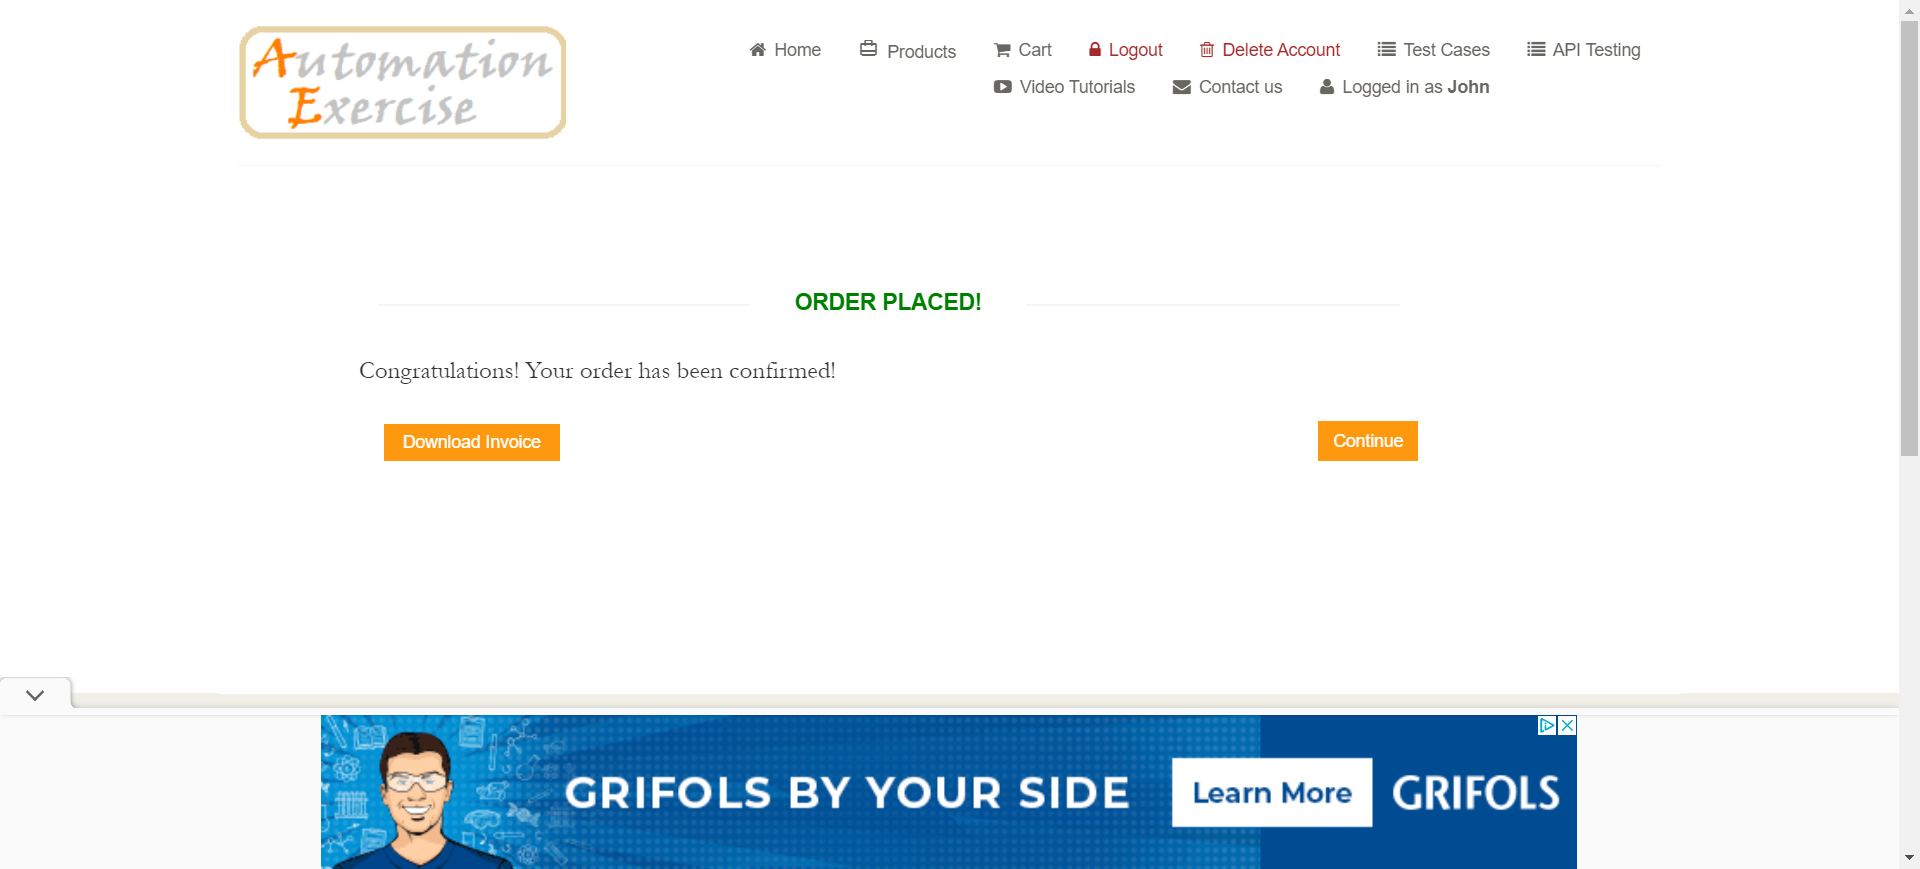 Automation
Exercise
Home
Products
Cart
Logout
Delete Account
Test Cases
API Testing
Video Tutorials
Contact us
Logged in as John
ORDER PLACED!
Congratulations! Your order has been confirmed!
Download Invoice
Continue
GRIFOLS BY YOUR SIDE
Learn More
GRIFOLS